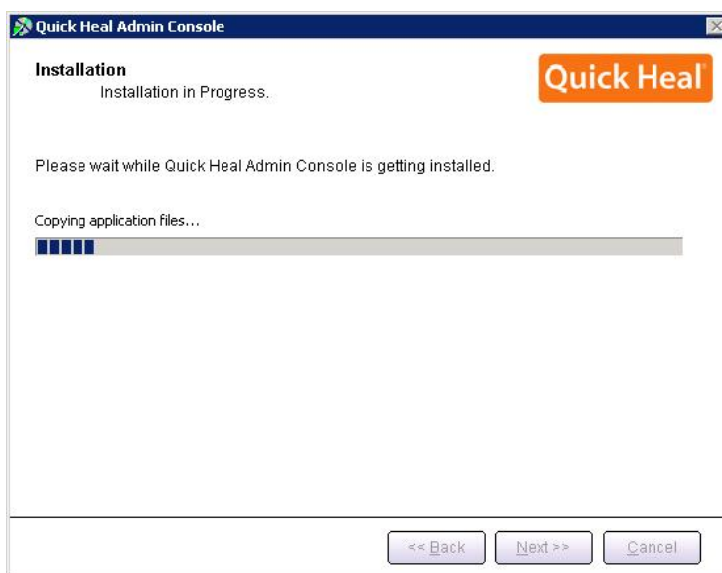 Quick Heal Admin Console
Installation
Installation in Progress.
Quick Heal®
Please wait while Quick Heal Admin Console is getting installed.
Copying application files...
<< Back
Next >>
Cancel